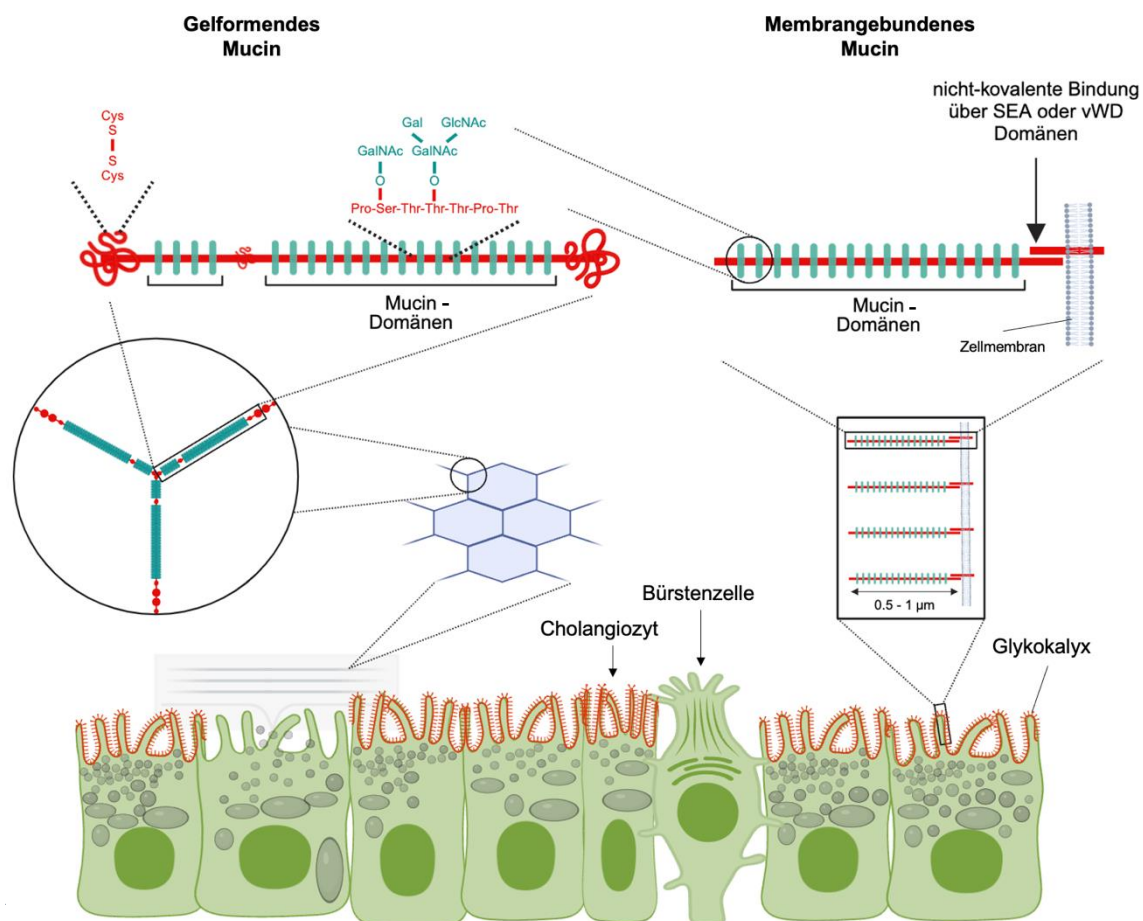 Gelformendes
Mucin
Membrangebundenes
Mucin
nicht-kovalente Bindung
über SEA oder vWD
Domänen
Cys
S
S
Cys
Gal GlcNAc
GalNAc GalNAc
O O
Pro-Ser-Thr-Thr-Thr-Pro-Thr
Mucin -
Domänen
Mucin -
Domänen
Zellmembran
0.5 - 1 µm
Bürstenzelle
Cholangiozyt
Glykokalyx